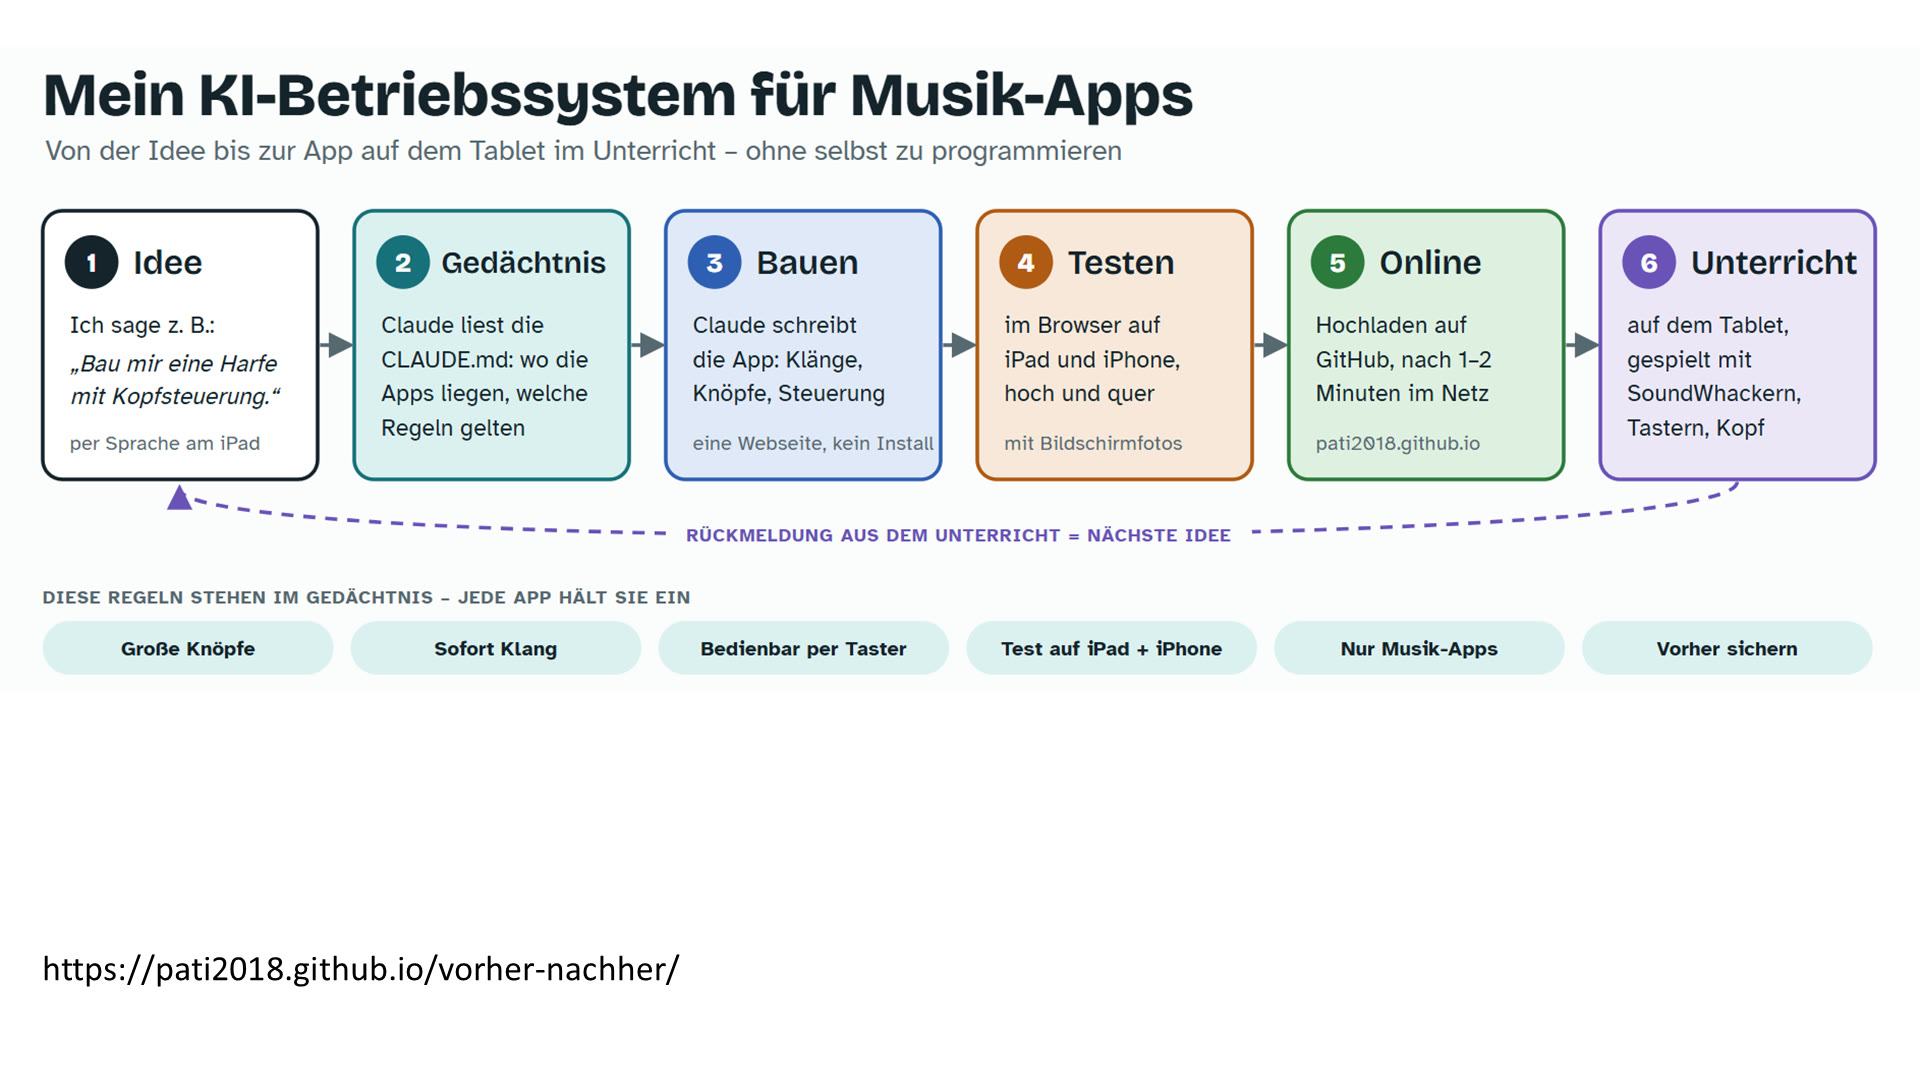 Mein KI-Betriebssystem für Musik-Apps
Von der Idee bis zur App auf dem Tablet im Unterricht – ohne selbst zu programmieren
1 Idee
Ich sage z. B.:
„Bau mir eine Harfe
mit Kopfsteuerung.“
per Sprache am iPad
2 Gedächtnis
Claude liest die
CLAUDE.md: wo die
Apps liegen, welche
Regeln gelten
3 Bauen
Claude schreibt
die App: Klänge,
Knöpfe, Steuerung
eine Webseite, kein Install
4 Testen
im Browser auf
iPad und iPhone,
hoch und quer
mit Bildschirmfotos
5 Online
Hochladen auf
GitHub, nach 1–2
Minuten im Netz
pati2018.github.io
6 Unterricht
auf dem Tablet,
gespielt mit
SoundWhackern,
Tastern, Kopf
RÜCKMELDUNG AUS DEM UNTERRICHT = NÄCHSTE IDEE
DIESE REGELN STEHEN IM GEDÄCHTNIS – JEDE APP HÄLT SIE EIN
Große Knöpfe
Sofort Klang
Bedienbar per Taster
Test auf iPad + iPhone
Nur Musik-Apps
Vorher sichern
https://pati2018.github.io/vorher-nachher/